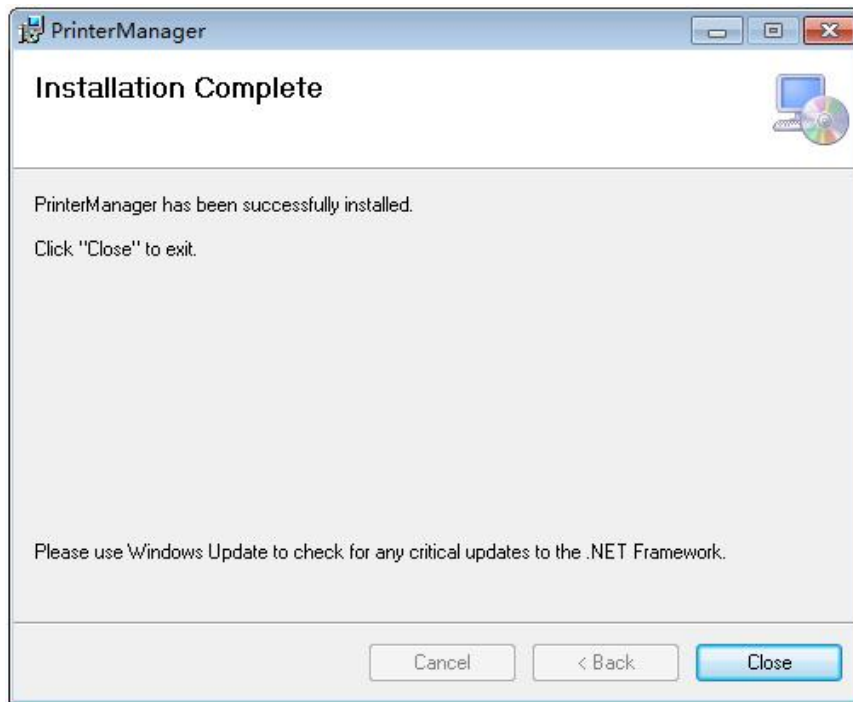 PrinterManager
Installation Complete
PrinterManager has been successfully installed.
Click "Close" to exit.
Please use Windows Update to check for any critical updates to the .NET Framework.
Cancel
< Back
Close